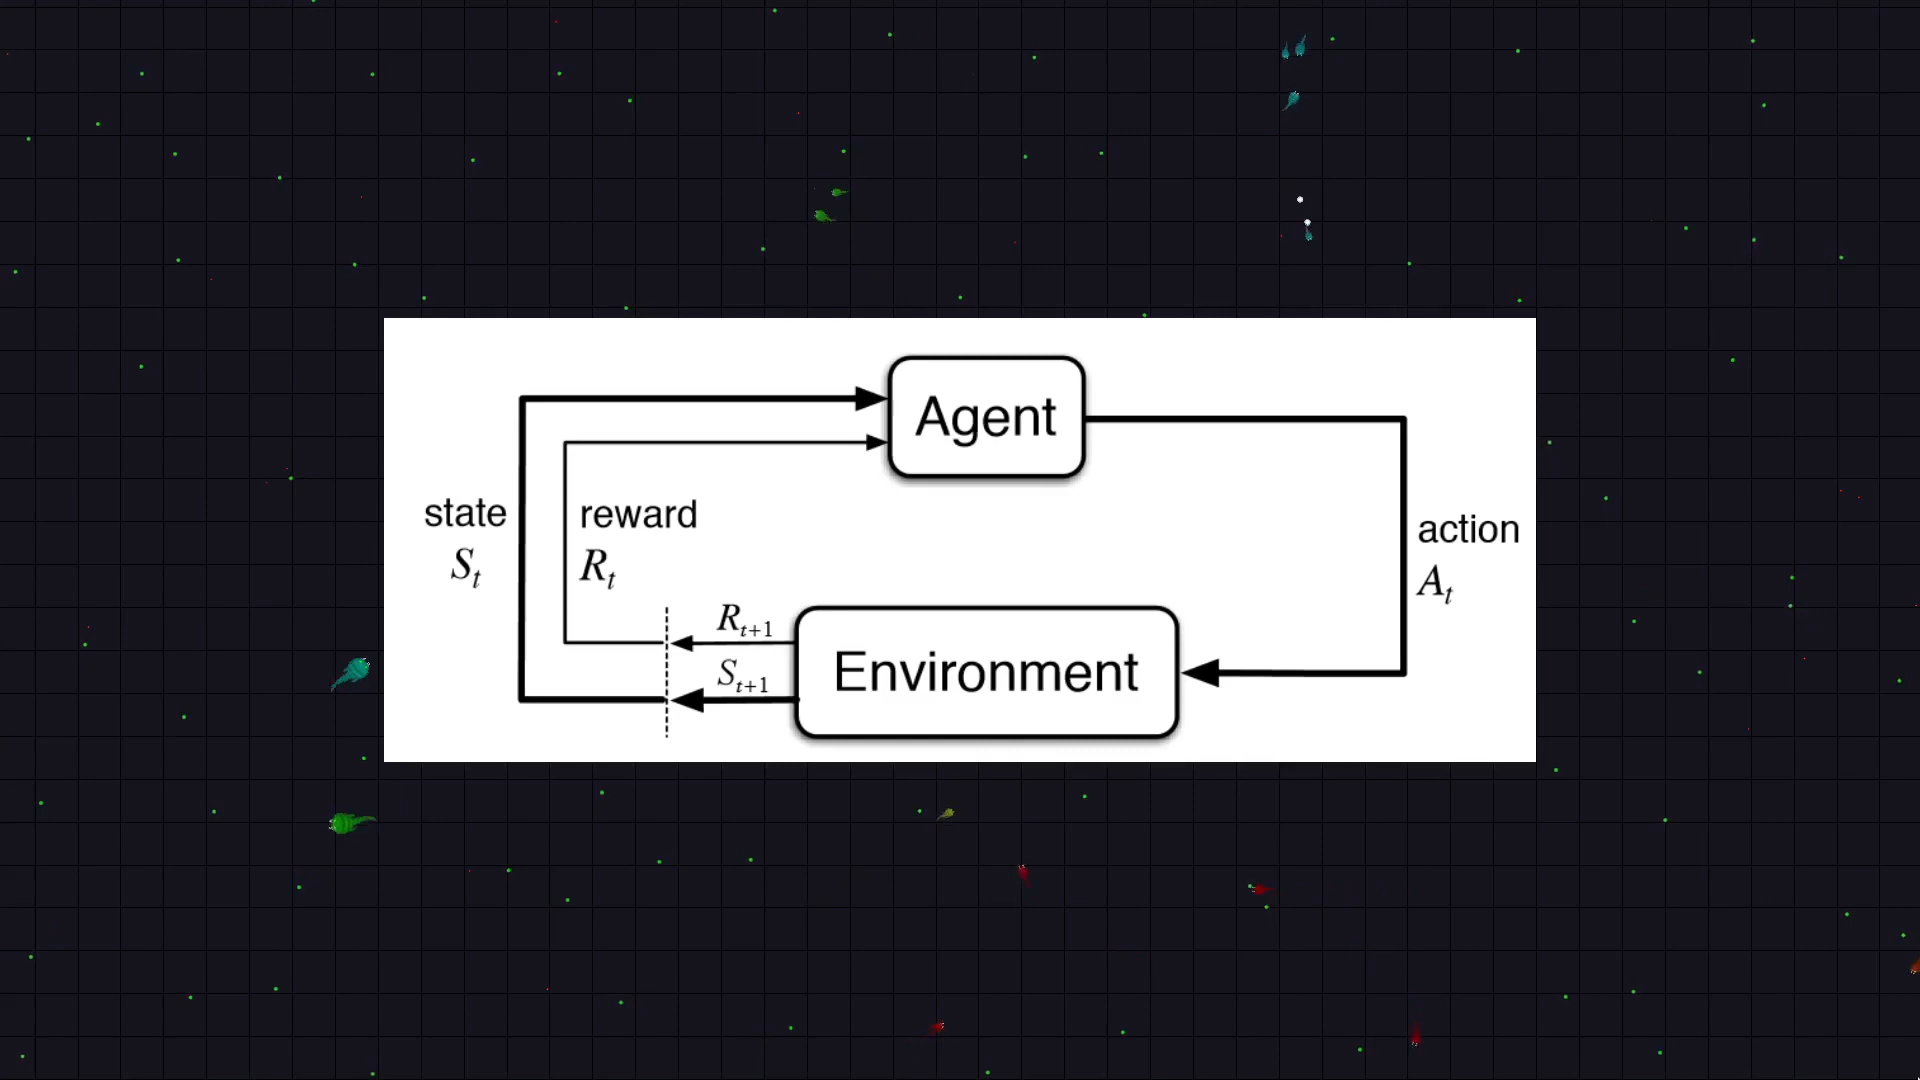 Agent
state
S_t
reward
R_t
action
A_t
R_{t+1}
S_{t+1}
Environment